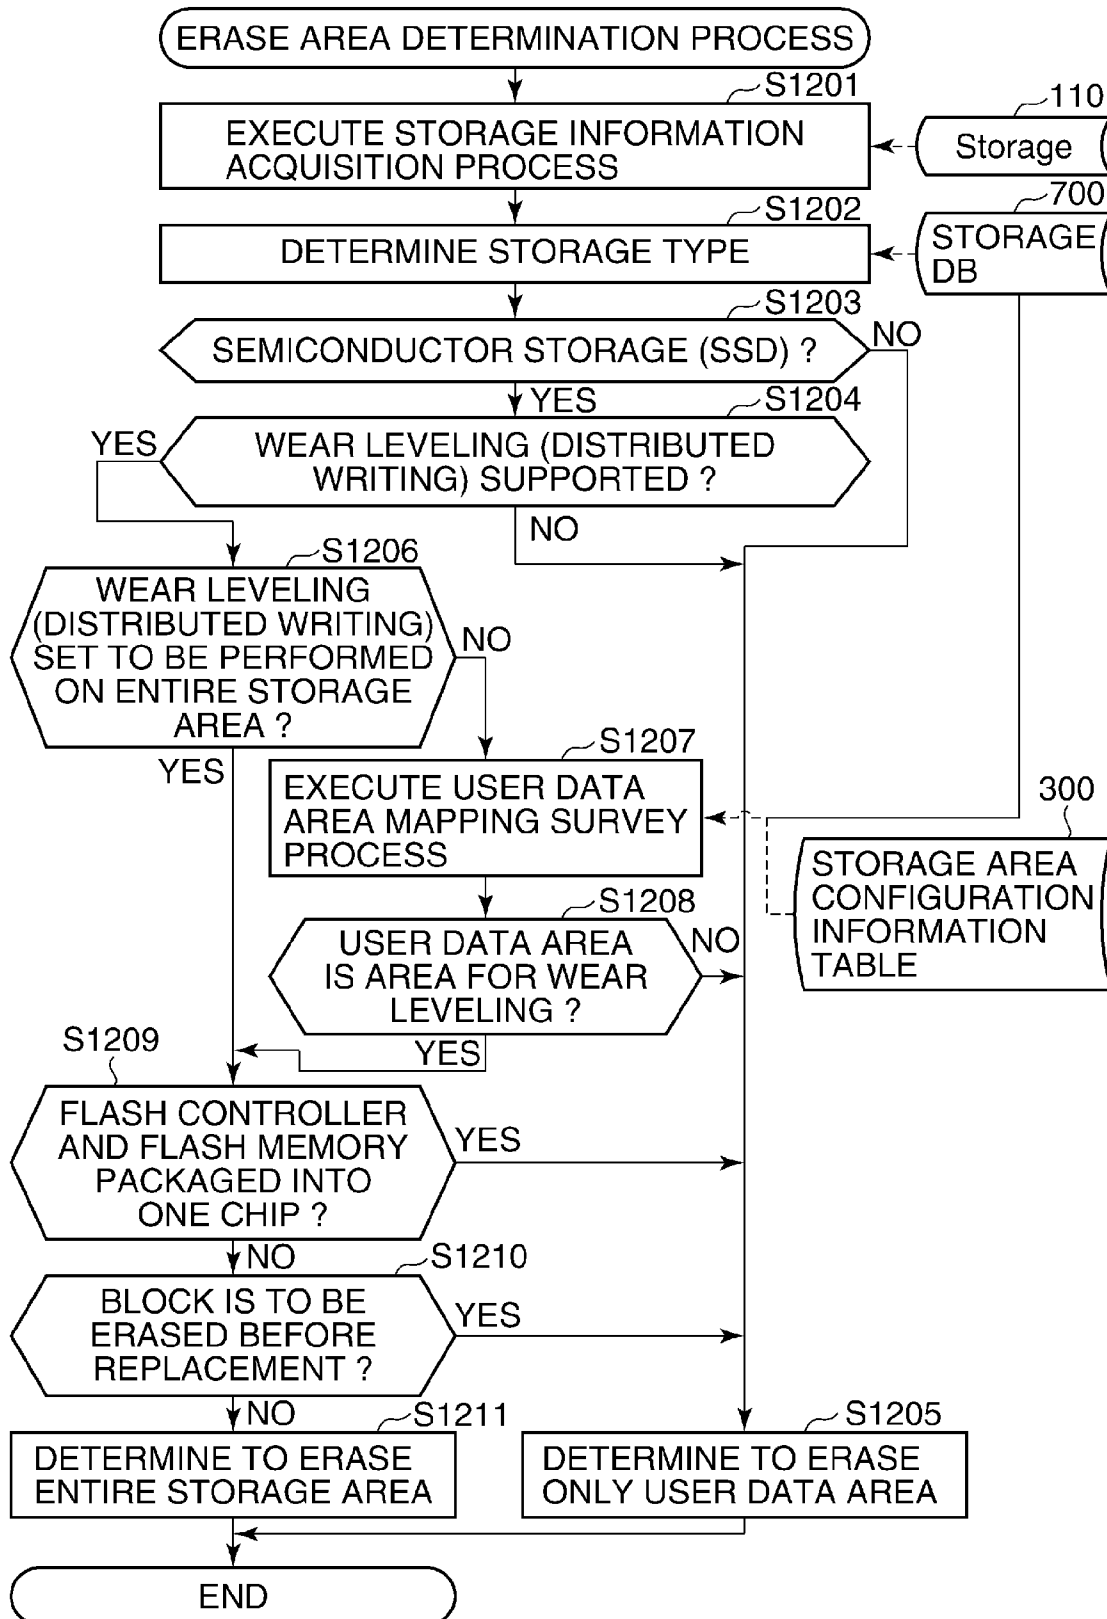 ERASE AREA DETERMINATION PROCESS
S1201
EXECUTE STORAGE INFORMATION
ACQUISITION PROCESS
110
Storage
S1202
DETERMINE STORAGE TYPE
700
STORAGE
DB
S1203
SEMICONDUCTOR STORAGE (SSD) ?
NO
YES
S1204
WEAR LEVELING (DISTRIBUTED
WRITING) SUPPORTED ?
YES
NO
S1206
WEAR LEVELING
(DISTRIBUTED WRITING)
SET TO BE PERFORMED
ON ENTIRE STORAGE
AREA ?
NO
YES
S1207
EXECUTE USER DATA
AREA MAPPING SURVEY
PROCESS
300
STORAGE AREA
CONFIGURATION
INFORMATION
TABLE
S1208
USER DATA AREA
IS AREA FOR WEAR
LEVELING ?
NO
YES
S1209
FLASH CONTROLLER
AND FLASH MEMORY
PACKAGED INTO
ONE CHIP ?
YES
NO
S1210
BLOCK IS TO BE
ERASED BEFORE
REPLACEMENT ?
YES
NO
S1211
DETERMINE TO ERASE
ENTIRE STORAGE AREA
S1205
DETERMINE TO ERASE
ONLY USER DATA AREA
END